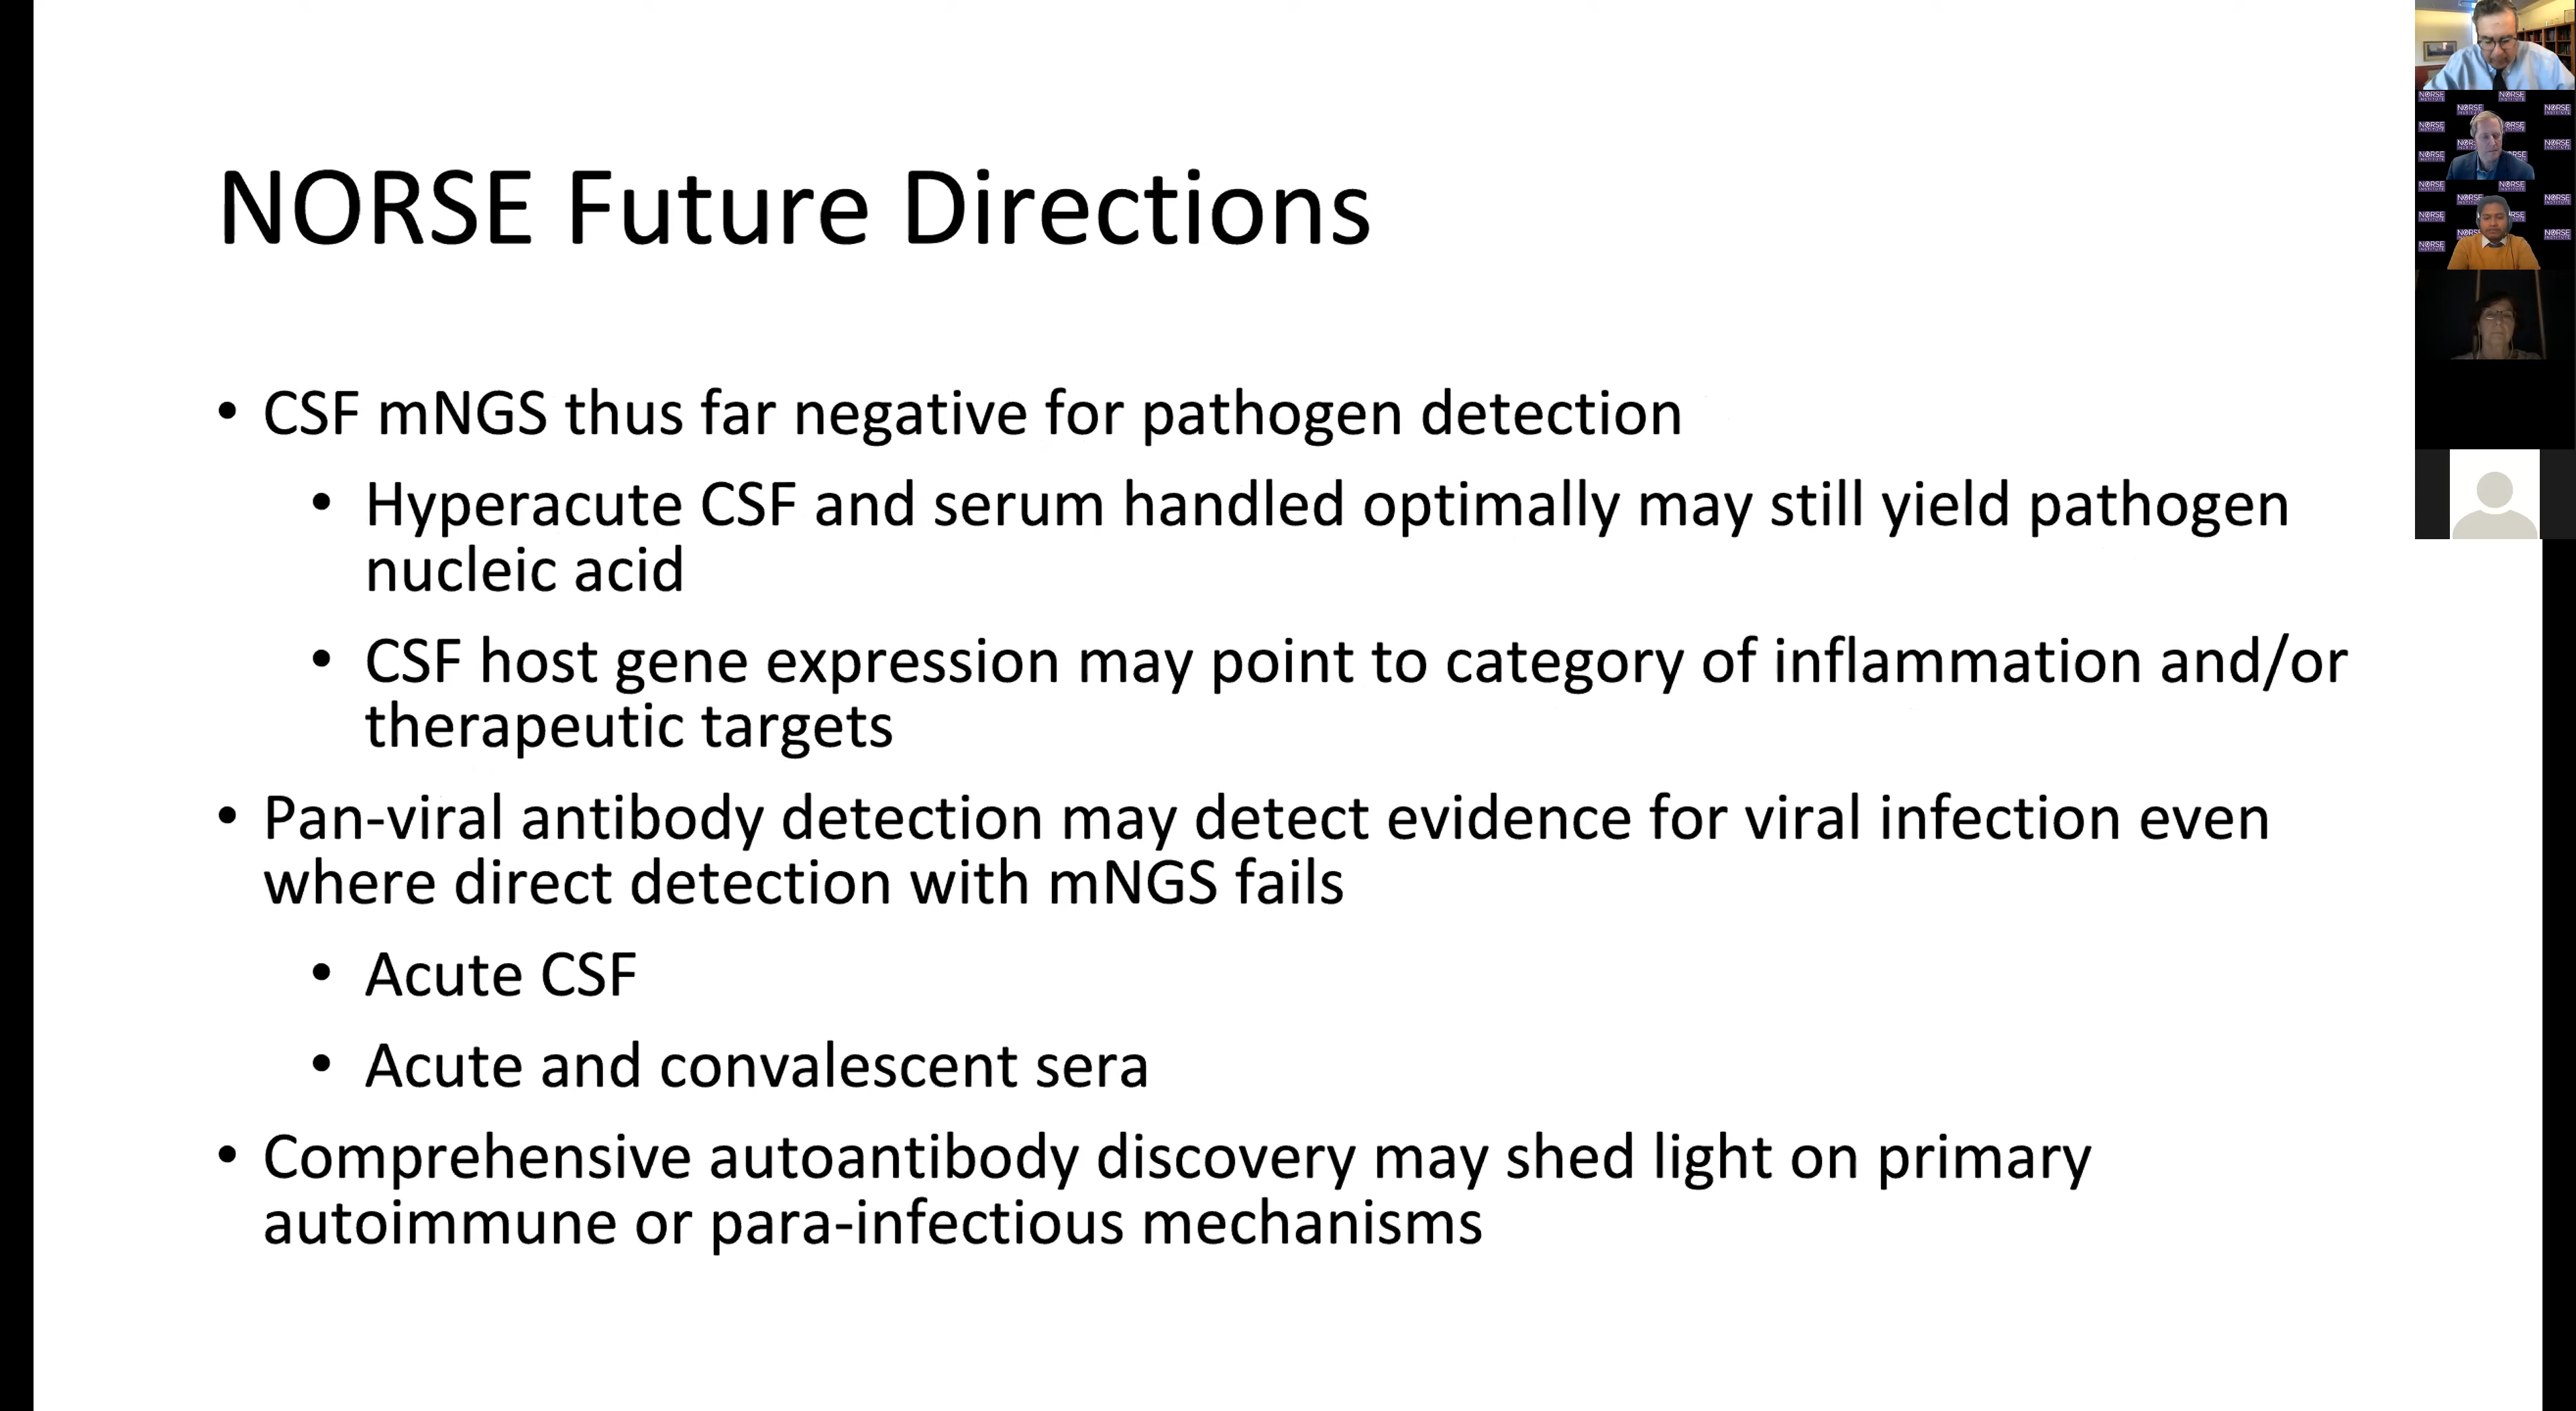 NORSE Future Directions
• CSF mNGS thus far negative for pathogen detection
• Hyperacute CSF and serum handled optimally may still yield pathogen
nucleic acid
• CSF host gene expression may point to category of inflammation and/or
therapeutic targets
• Pan-viral antibody detection may detect evidence for viral infection even
where direct detection with mNGS fails
• Acute CSF
• Acute and convalescent sera
• Comprehensive autoantibody discovery may shed light on primary
autoimmune or para-infectious mechanisms
NORSE
INSTITUTE